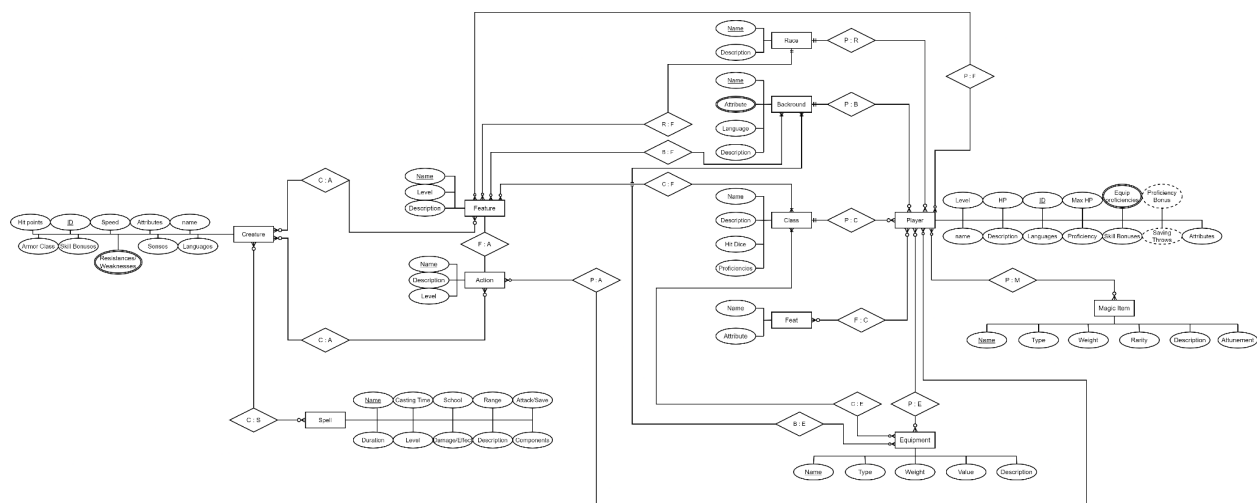 Name
Race
P : R
Description
P : F
Name
Attribute
Backround
P : B
Language
Description
R : F
B : F
C : A
Name
Level
Description
Feature
C : F
Name
Description
Class
P : C
Hit Dice
Proficiencies
Player
Level
HP
ID
Max HP
Equip proficiencies
Proficiency Bonus
name
Description
Languages
Proficiency
Skill Bonuses
Saving Throws
Attributes
Hit points
ID
Speed
Attributes
name
Creature
Armor Class
Skill Bonuses
Senses
Languages
Resistances/
Weaknesses
F : A
Name
Description
Action
Level
P : A
P : M
Magic Item
Name
Type
Weight
Rarity
Description
Attunement
Name
Feat
F : C
Attribute
C : A
C : S
Spell
Name
Casting Time
School
Range
Attack/Save
Duration
Level
Damage/Effect
Description
Components
C : E
P : E
B : E
Equipment
Name
Type
Weight
Value
Description